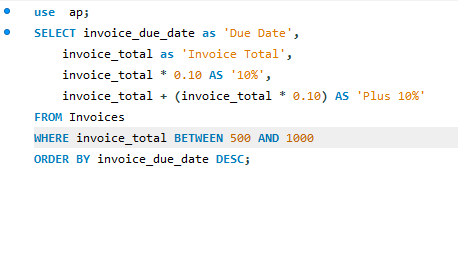 use  ap;
SELECT invoice_due_date as 'Due Date',
    invoice_total as 'Invoice Total',
    invoice_total * 0.10 AS '10%',
    invoice_total + (invoice_total * 0.10) AS 'Plus 10%'
FROM Invoices
WHERE invoice_total BETWEEN 500 AND 1000
ORDER BY invoice_due_date DESC;